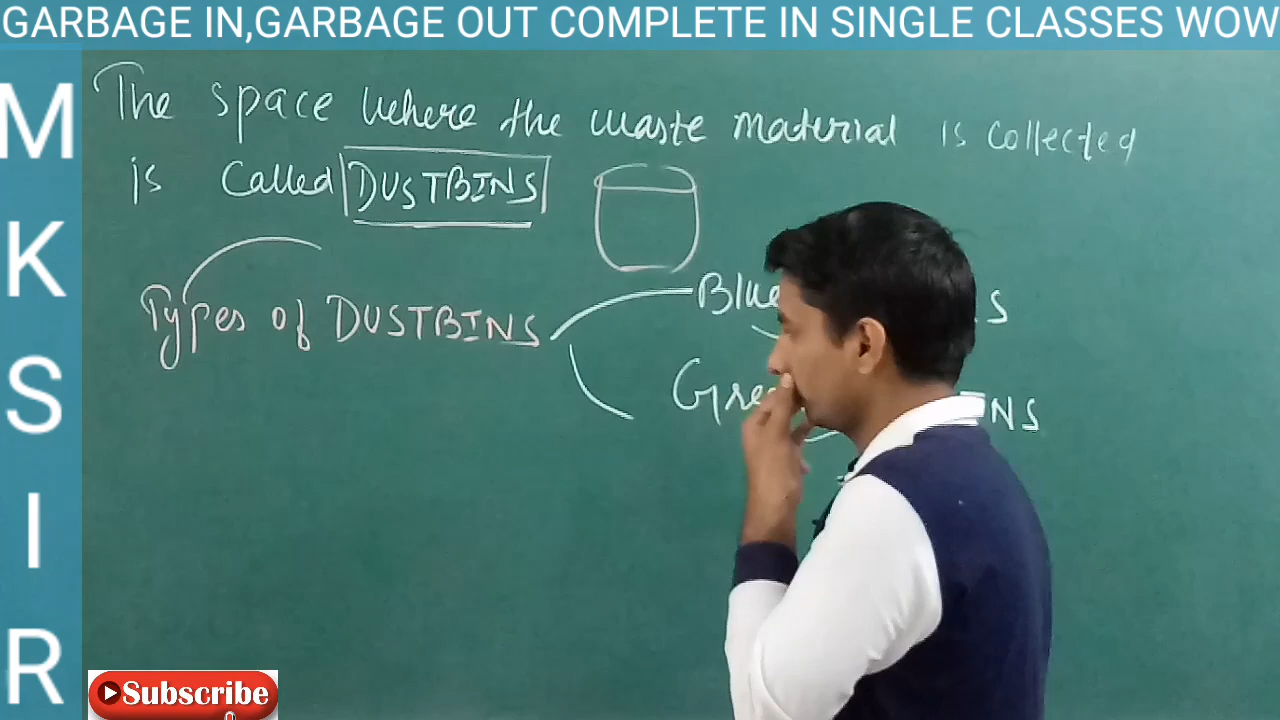 GARBAGE IN,GARBAGE OUT COMPLETE IN SINGLE CLASSES WOW
M
K
S
I
R
The space where the waste material is collected
is called DUSTBINS
Types of DUSTBINS
Blue
Subscribe